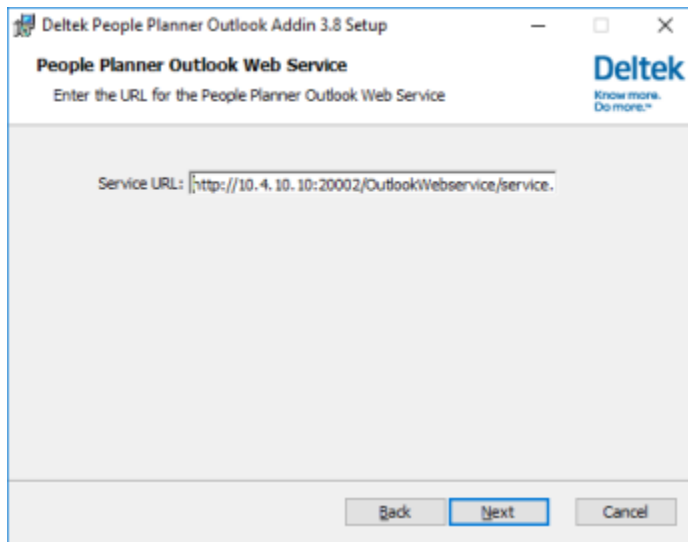 Deltek People Planner Outlook Addin 3.8 Setup
People Planner Outlook Web Service
Enter the URL for the People Planner Outlook Web Service
Deltek
Know more.
Do more.™
Service URL: http://10.4.10.10:20002/OutlookWebservice/service.
Back Next Cancel